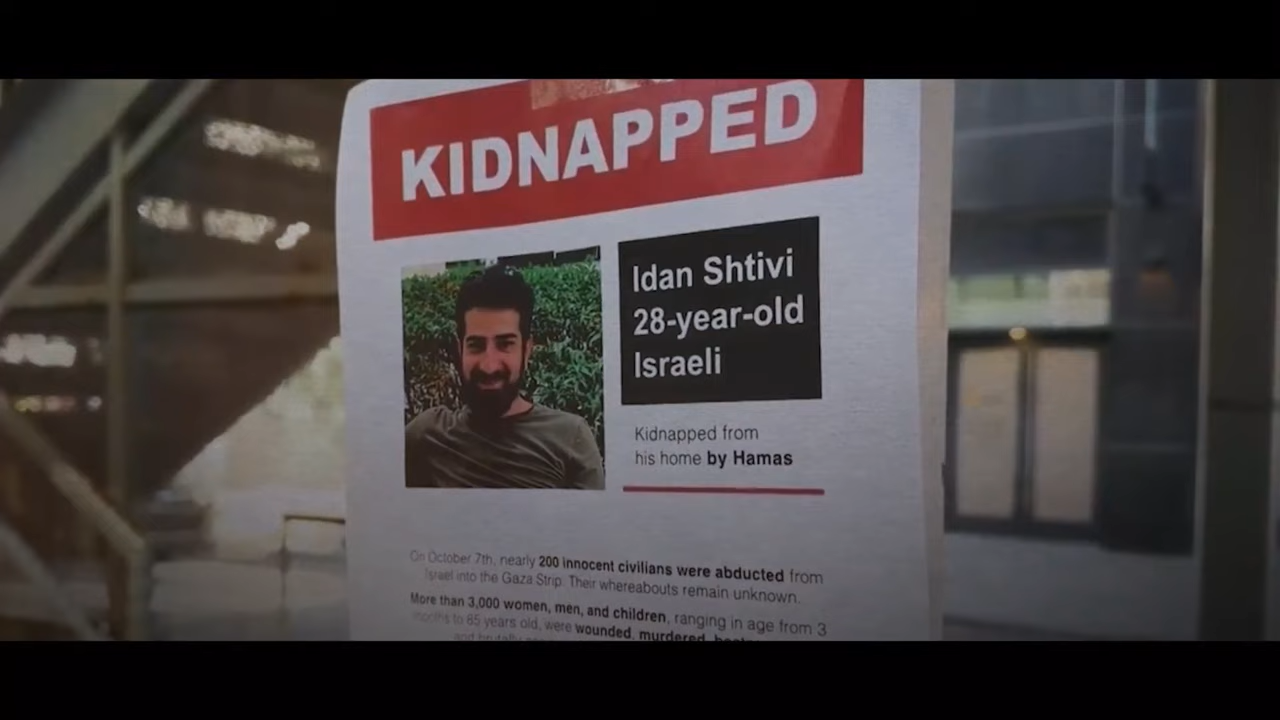 KIDNAPPED
Idan Shtivi
28-year-old
Israeli
Kidnapped from
his home by Hamas
On October 7th, nearly 200 innocent civilians were abducted from
Israel into the Gaza Strip. Their whereabouts remain unknown.
More than 3,000 women, men, and children, ranging in age from 3
months to 85 years old, were wounded, murdered,
and